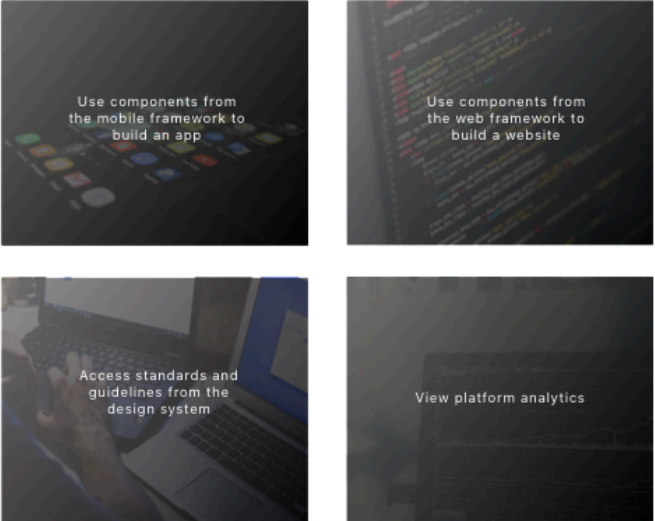 Use components from
the mobile framework to
build an app
Use components from
the web framework to
build a website
Access standards and
guidelines from the
design system
View platform analytics